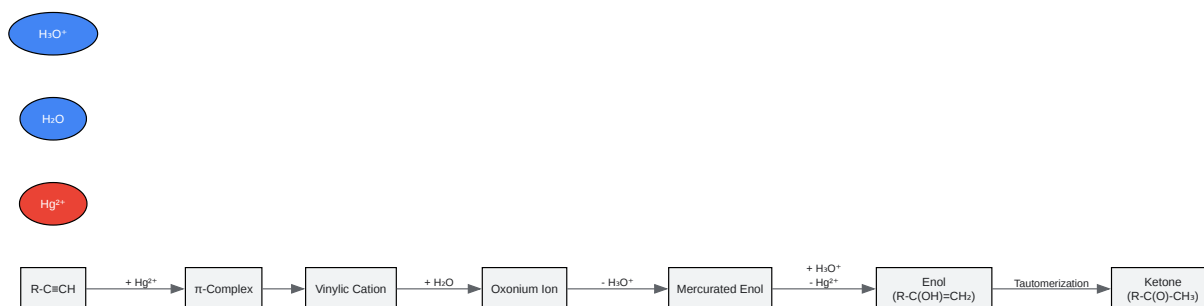 H₃O⁺
H₂O
Hg²⁺
R-C≡CH
+ Hg²⁺
π-Complex
Vinylic Cation
+ H₂O
Oxonium Ion
- H₃O⁺
Mercurated Enol
+ H₃O⁺
- Hg²⁺
Enol
(R-C(OH)=CH₂)
Tautomerization
Ketone
(R-C(O)-CH₃)